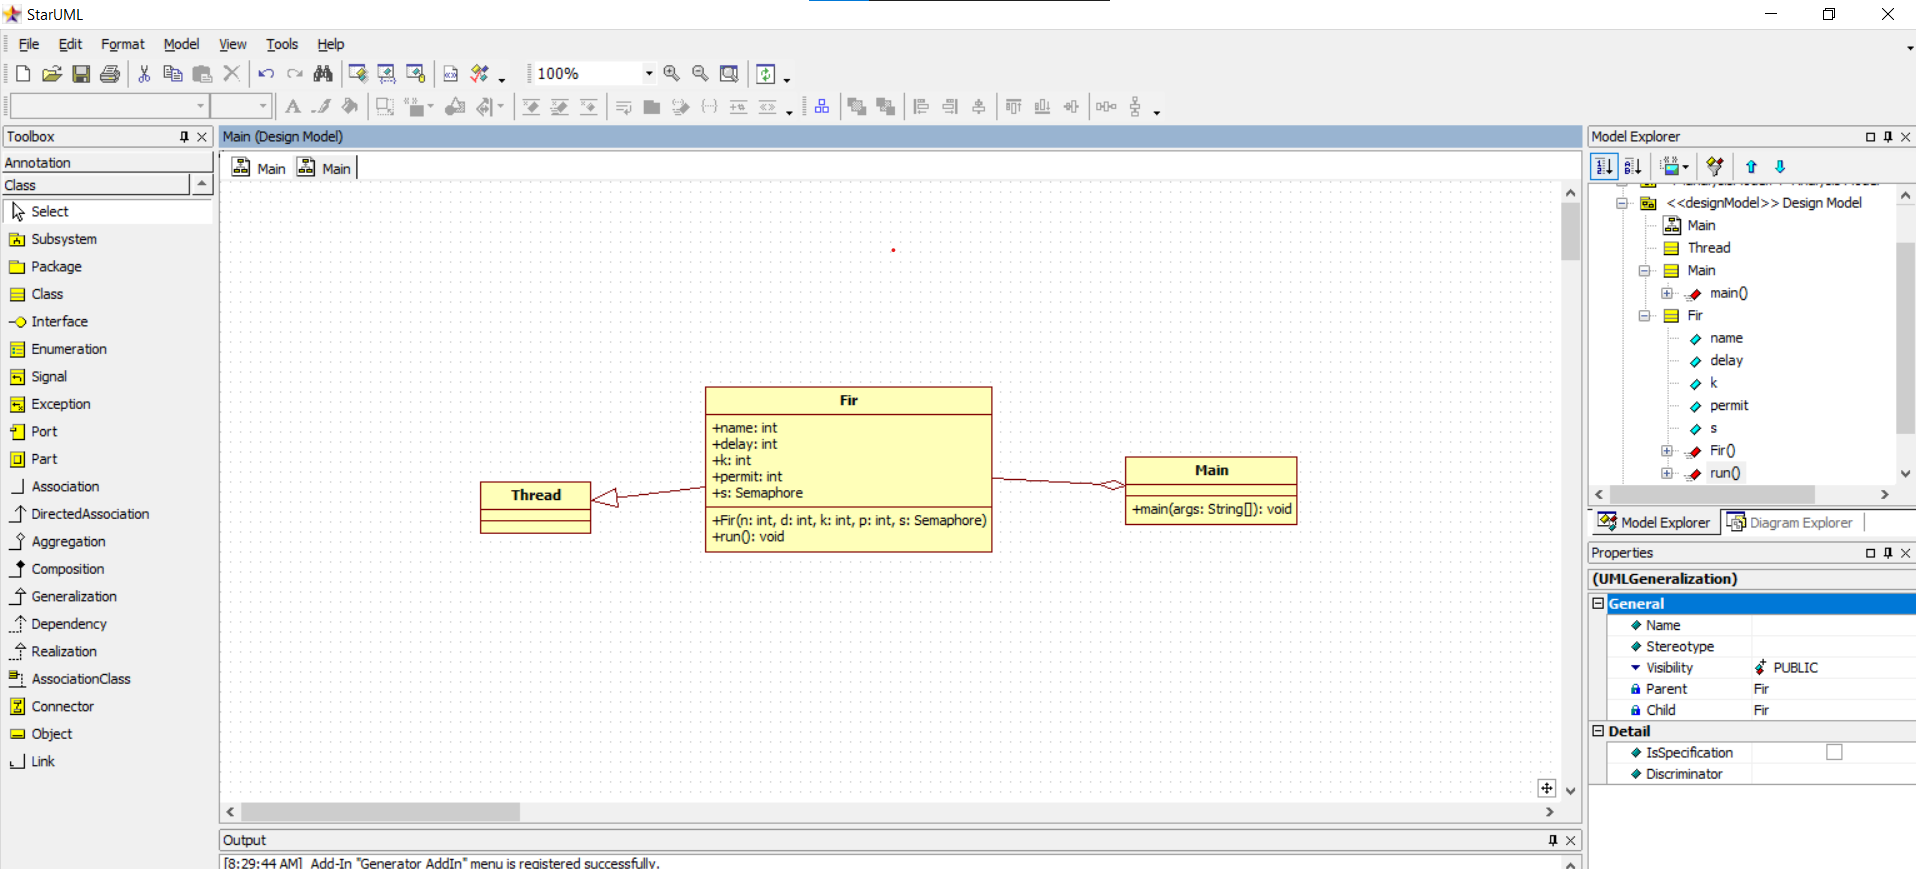 StarUML
File Edit Format Model View Tools Help
100%
Toolbox
Annotation
Class
Select
Subsystem
Package
Class
Interface
Enumeration
Signal
Exception
Port
Part
Association
DirectedAssociation
Aggregation
Composition
Generalization
Dependency
Realization
AssociationClass
Connector
Object
Link
Main (Design Model)
Main Main
Thread
Fir
+name: int
+delay: int
+k: int
+permit: int
+s: Semaphore
+Fir(n: int, d: int, k: int, p: int, s: Semaphore)
+run(): void
Main
+main(args: String[]): void
Output
[8:29:44 AM] Add-In "Generator AddIn" menu is registered successfully.
Model Explorer
<<designModel>> Design Model
Main
Thread
Main
main()
Fir
name
delay
k
permit
s
Fir()
run()
Model Explorer Diagram Explorer
Properties
(UMLGeneralization)
General
Name
Stereotype
Visibility PUBLIC
Parent Fir
Child Fir
Detail
IsSpecification
Discriminator